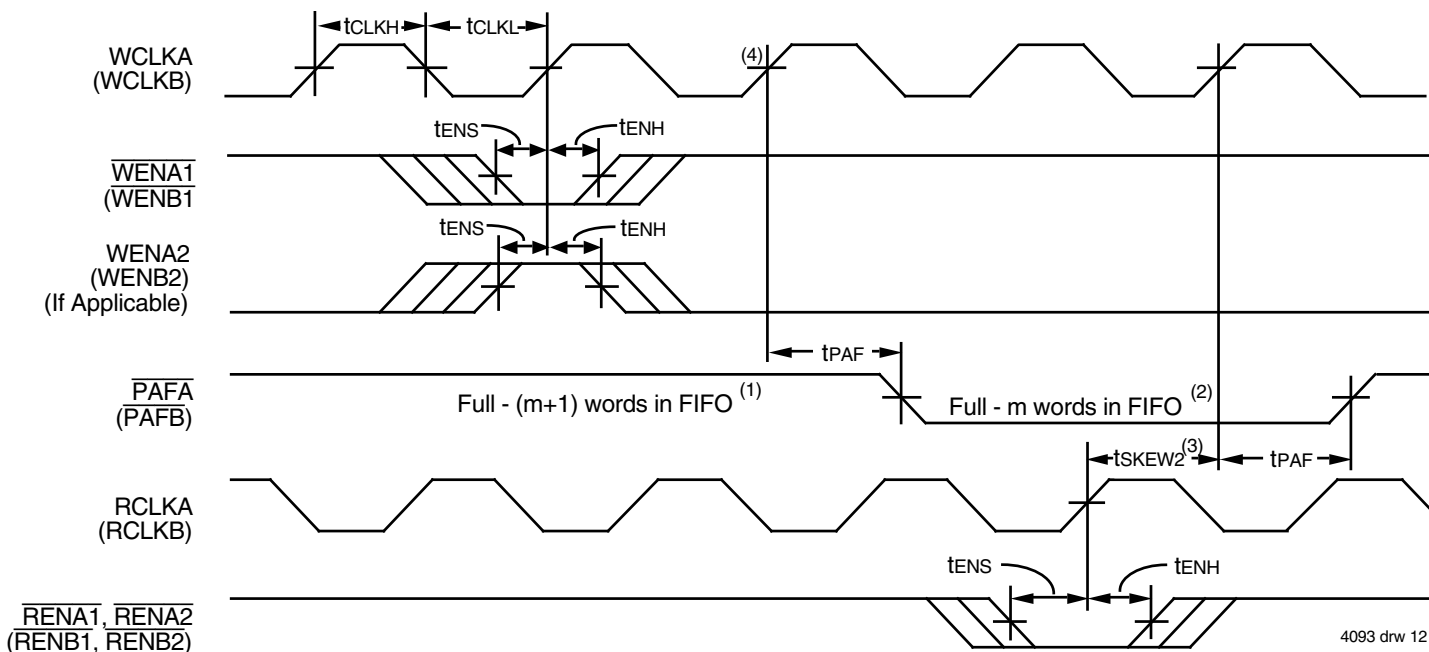 tCLKH
tCLKL
WCLKA
(WCLKB)
(4)
tENS
tENH
WENA1
(WENB1
tENS
tENH
WENA2
(WENB2)
(If Applicable)
tPAF
PAFA
(PAFB)
Full - (m+1) words in FIFO (1)
Full - m words in FIFO (2)
tSKEW2(3)
tPAF
RCLKA
(RCLKB)
tENS
tENH
RENA1, RENA2
(RENB1, RENB2)
4093 drw 12